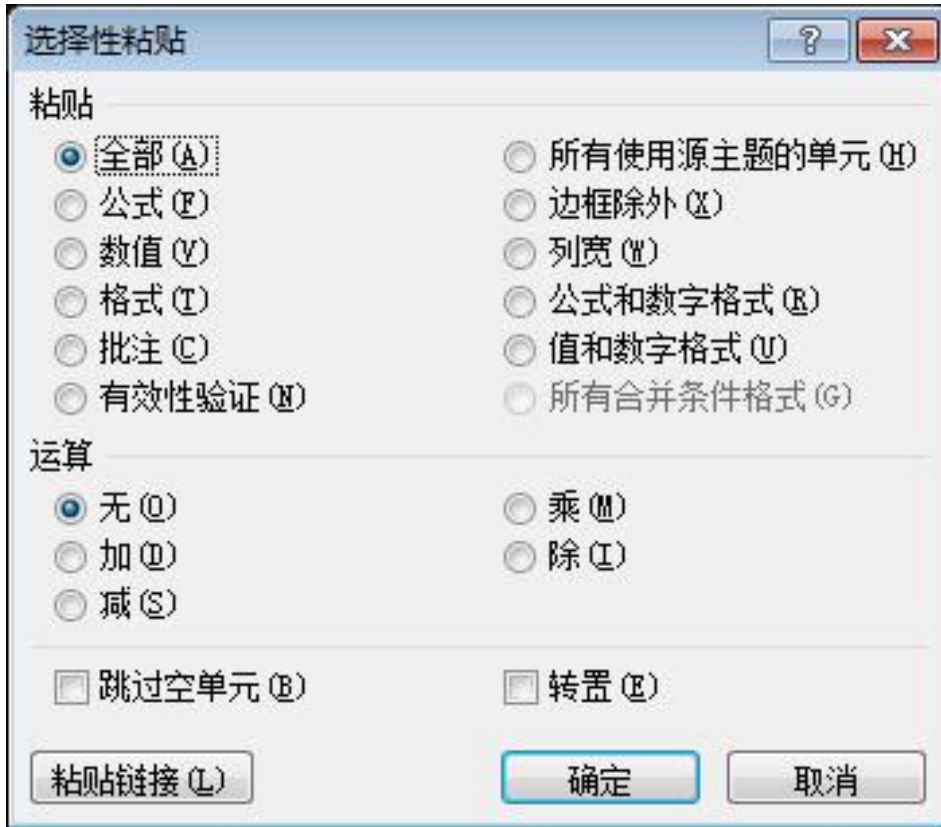 选择性粘贴
粘贴
全部(A) 所有使用源主题的单元(H)
公式(F) 边框除外(X)
数值(V) 列宽(W)
格式(T) 公式和数字格式(R)
批注(C) 值和数字格式(U)
有效性验证(N) 所有合并条件格式(G)
运算
无(O) 乘(M)
加(D) 除(I)
减(S)
跳过空单元(B) 转置(E)
粘贴链接(L) 确定 取消